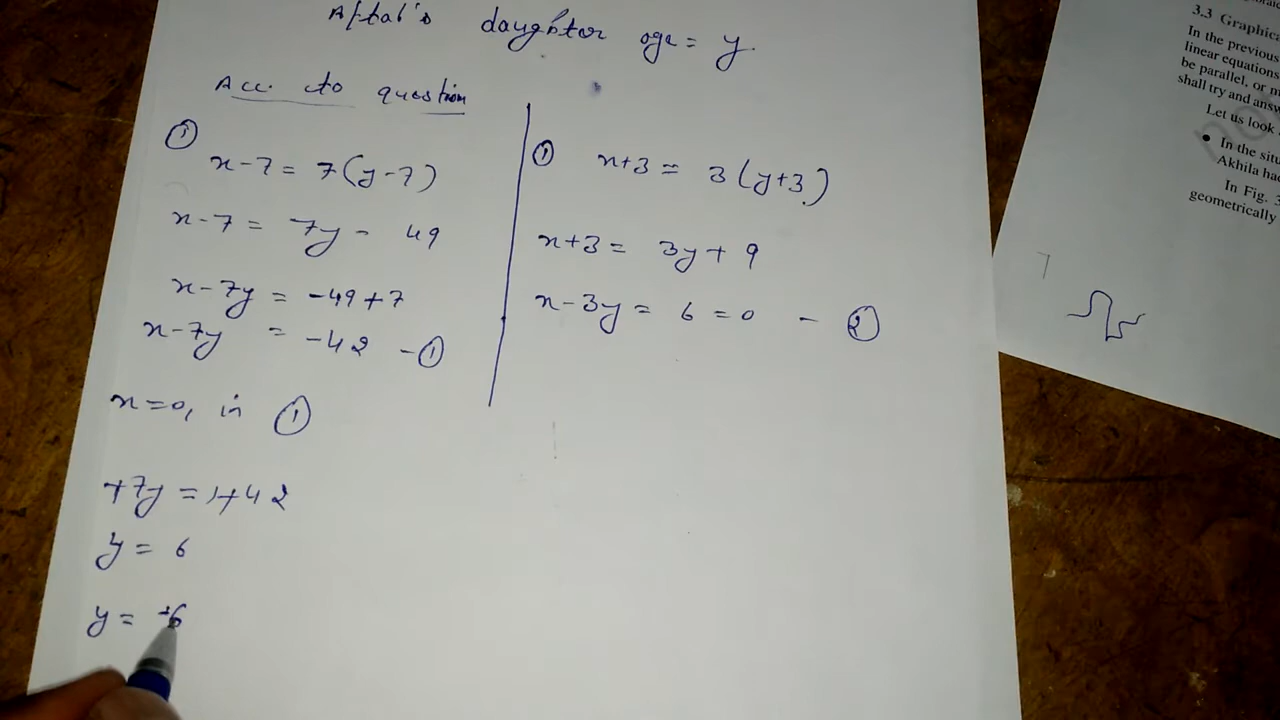 Aftab's daughter age = y.
Acc. to question
①
x-7 = 7(y-7)
x-7 = 7y - 49
x-7y = -49+7
x-7y = -42 -①
x=0, in ①
+7y = +42
y = 6
y =
① x+3 = 3(y+3)
x+3 = 3y + 9
x-3y = 6 = 0 - ②
3.3 Graphica
In the previous
linear equations
be parallel, or m
shall try and answ
Let us look
• In the situ
Akhila had
In Fig. 3
geometrically